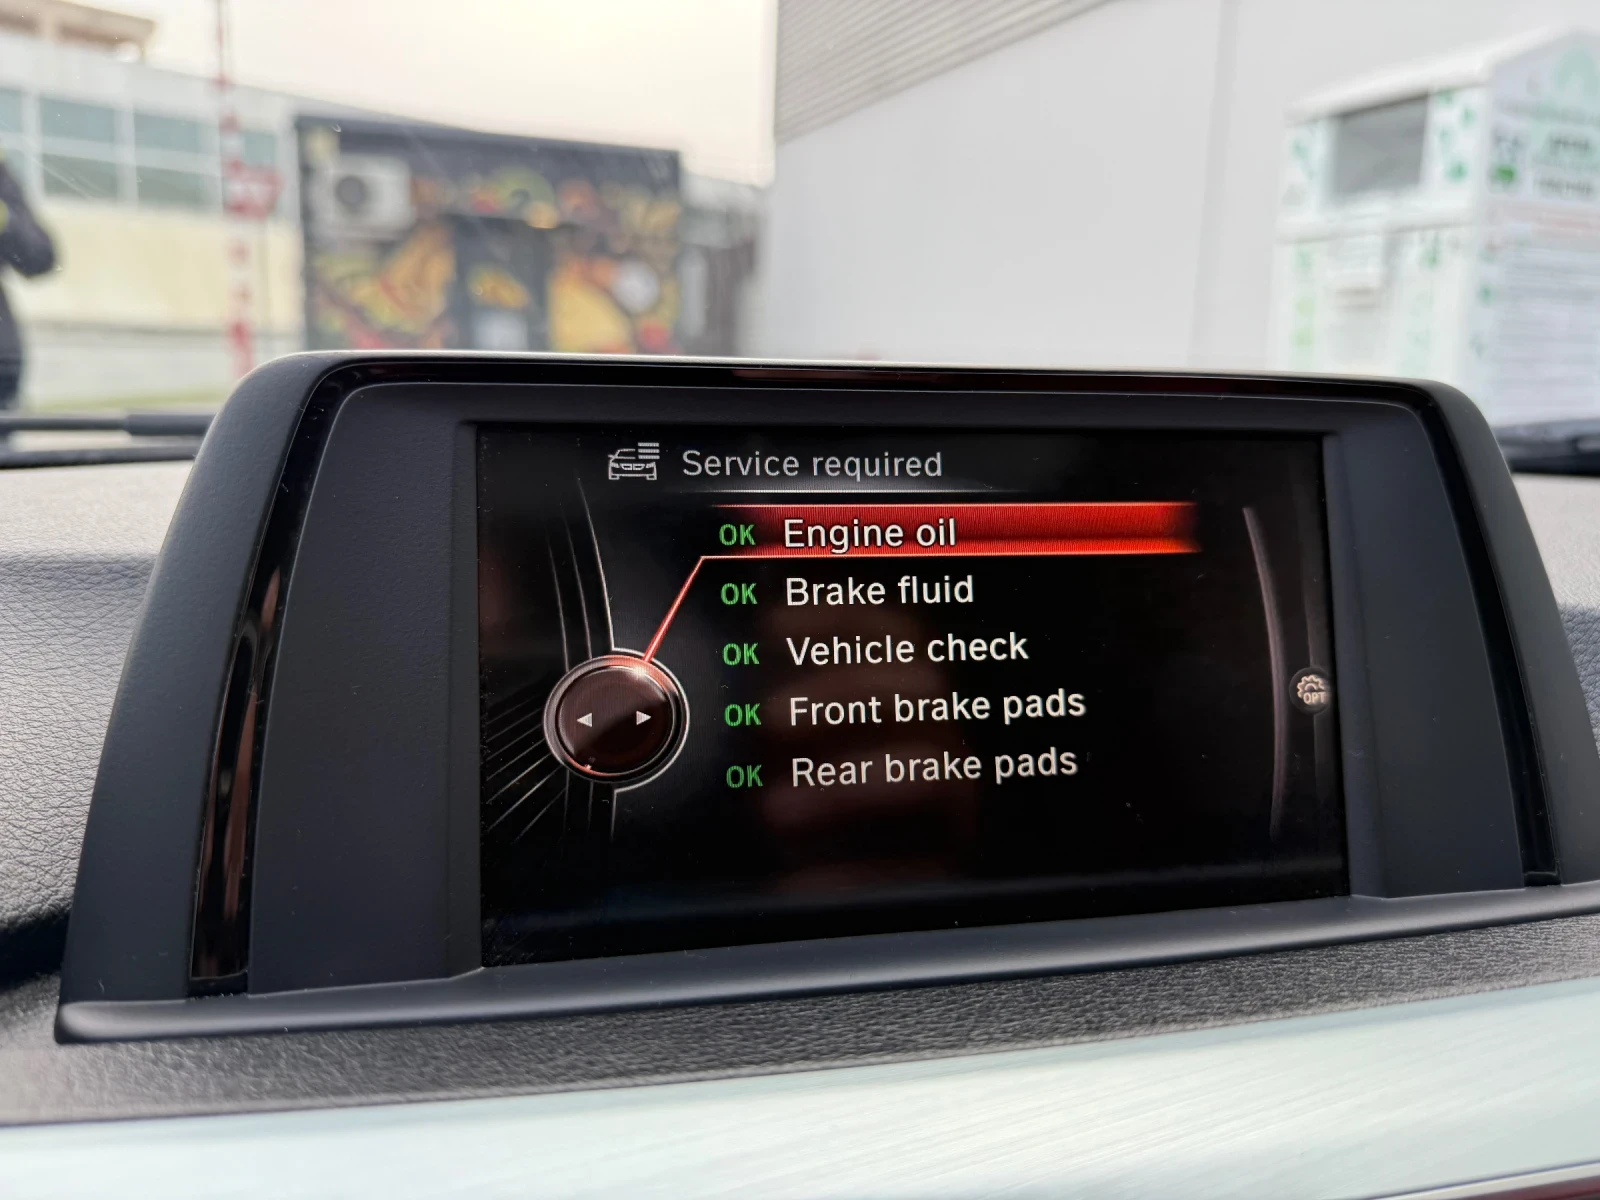 Service required
OK Engine oil
OK Brake fluid
OK Vehicle check
OK Front brake pads
OK Rear brake pads
OPT